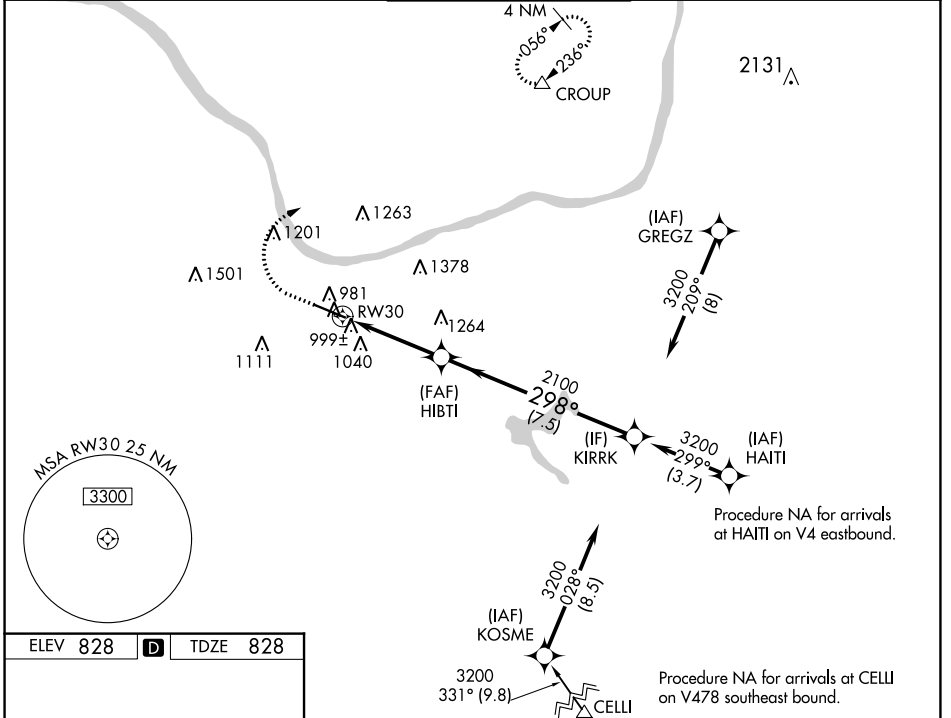 4 NM
056°
236°
CROUP
2131
(IAF)
GREGZ
3200
209°
(8)
1263
1201
1501
1378
981
RW30
999±
1264
1111
1040
(FAF)
HIBTI
2100
298°
(7.5)
(IF)
KIRRK
3200
299°
(3.7)
(IAF)
HAITI
Procedure NA for arrivals
at HAITI on V4 eastbound.
MSA RW30 25 NM
3300
3200
028°
(8.5)
(IAF)
KOSME
3200
331° (9.8)
CELLI
Procedure NA for arrivals at CELLI
on V478 southeast bound.
ELEV 828 D TDZE 828